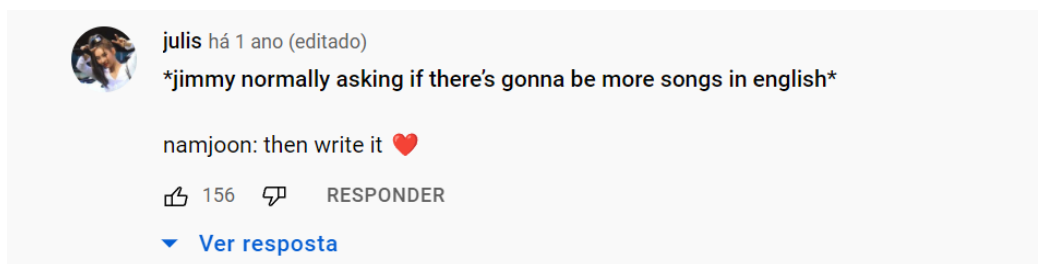 julis há 1 ano (editado)
*jimmy normally asking if there's gonna be more songs in english*
namjoon: then write it ❤️
156 RESPONDER
Ver resposta